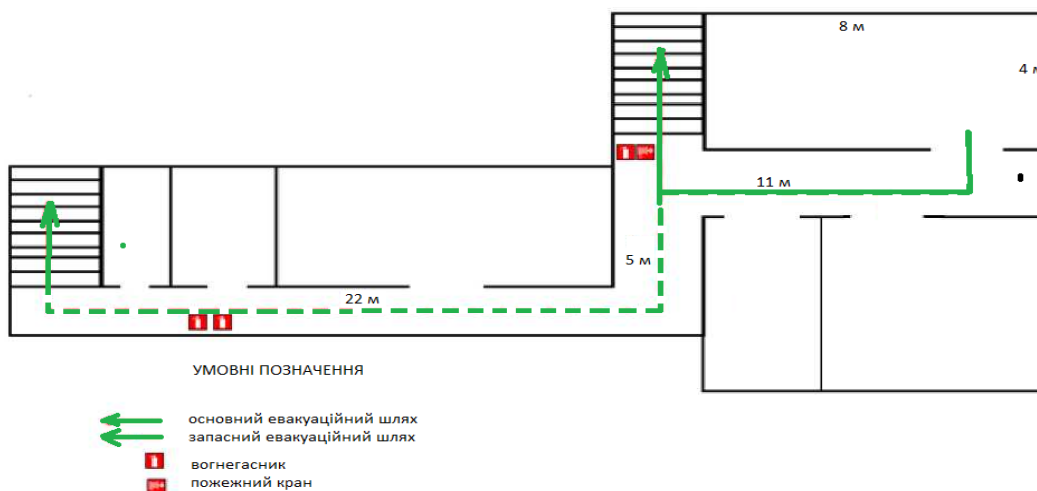 8 м
4 м
11 м
5 м
22 м
УМОВНІ ПОЗНАЧЕННЯ
основний евакуаційний шлях
запасний евакуаційний шлях
вогнегасник
пожежний кран